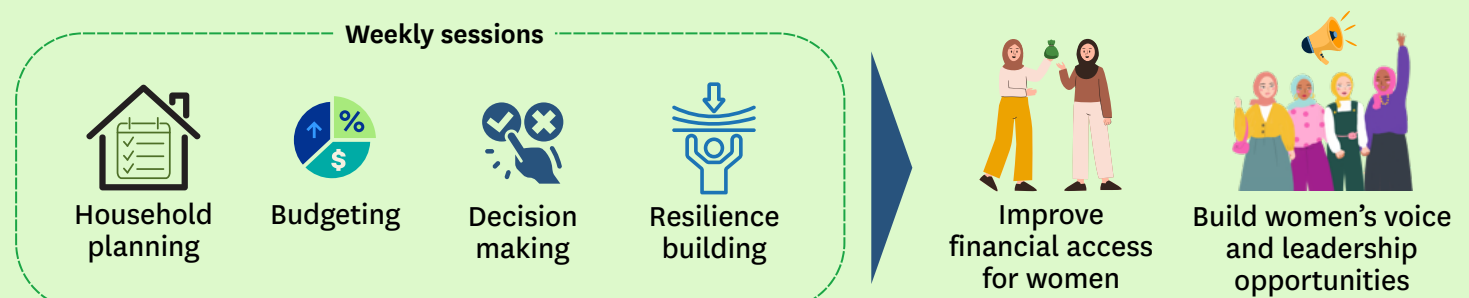 Weekly sessions
% 
$
Household
planning
Budgeting
Decision
making
Resilience
building
Improve
financial access
for women
Build women’s voice
and leadership
opportunities